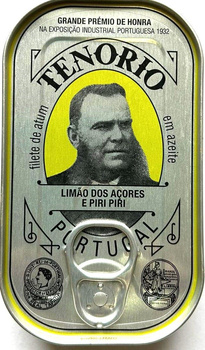 GRANDE PRÉMIO DE HONRA
NA EXPOSIÇÃO INDUSTRIAL PORTUGUESA 1932
TENORIO
filete de atum
em azeite
LIMÃO DOS AÇORES
E PIRI PIRI
PORTUGAL